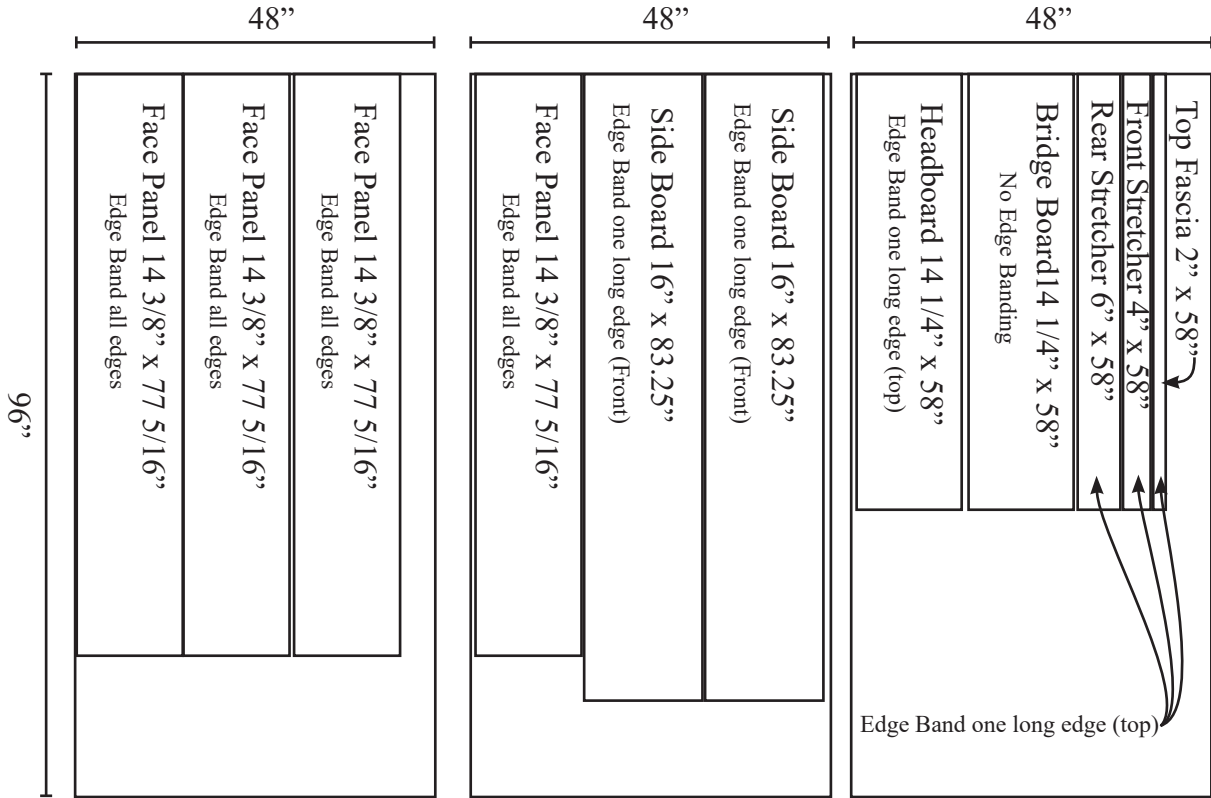 48”
48”
48”
96”
Face Panel 14 3/8” x 77 5/16”
Edge Band all edges
Face Panel 14 3/8” x 77 5/16”
Edge Band all edges
Face Panel 14 3/8” x 77 5/16”
Edge Band all edges
Face Panel 14 3/8” x 77 5/16”
Edge Band all edges
Side Board 16” x 83.25”
Edge Band one long edge (Front)
Side Board 16” x 83.25”
Edge Band one long edge (Front)
Headboard 14 1/4” x 58”
Edge Band one long edge (top)
Bridge Board14 1/4” x 58”
No Edge Banding
Rear Stretcher 6” x 58”
Front Stretcher 4” x 58”
Top Fascia 2” x 58”
Edge Band one long edge (top)